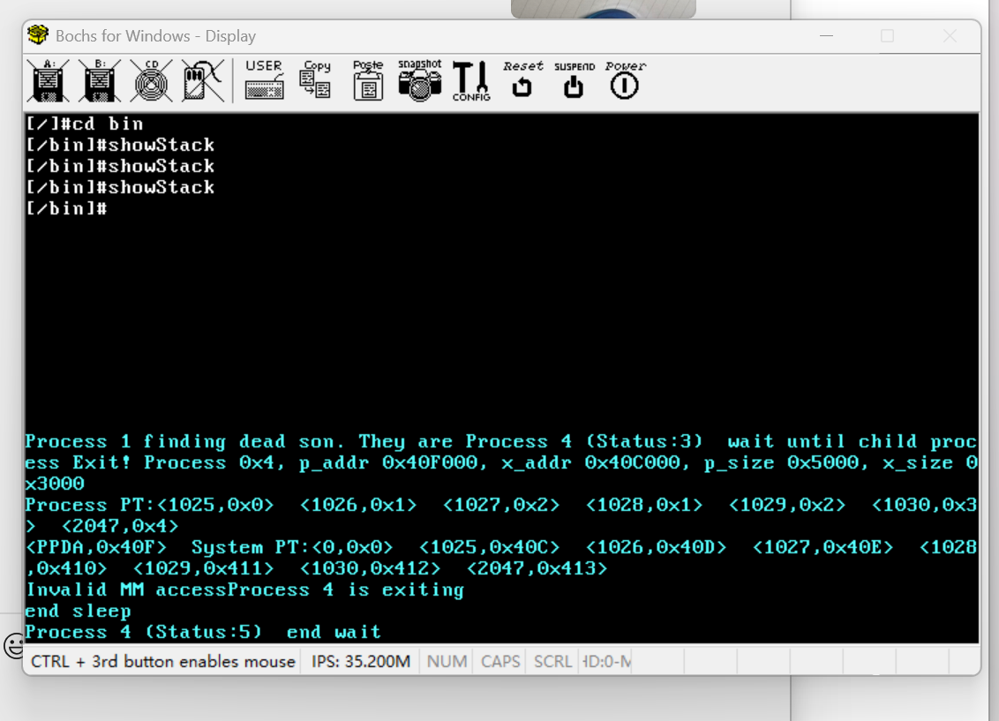 Bochs for Windows - Display
A: B: CD USER Copy Paste snapshot CONFIG Reset SUSPEND Power
[/]#cd bin
[/bin]#showStack
[/bin]#showStack
[/bin]#showStack
[/bin]#
Process 1 finding dead son. They are Process 4 (Status:3)  wait until child proc
ess Exit! Process 0x4, p_addr 0x40F000, x_addr 0x40C000, p_size 0x5000, x_size 0
x3000
Process PT:<1025,0x0>  <1026,0x1>  <1027,0x2>  <1028,0x1>  <1029,0x2>  <1030,0x3
>  <2047,0x4>
<PPDA,0x40F>  System PT:<0,0x0>  <1025,0x40C>  <1026,0x40D>  <1027,0x40E>  <1028
,0x410>  <1029,0x411>  <1030,0x412>  <2047,0x413>
Invalid MM accessProcess 4 is exiting
end sleep
Process 4 (Status:5)  end wait
CTRL + 3rd button enables mouse IPS: 35.200M NUM CAPS SCRL HD:0-M